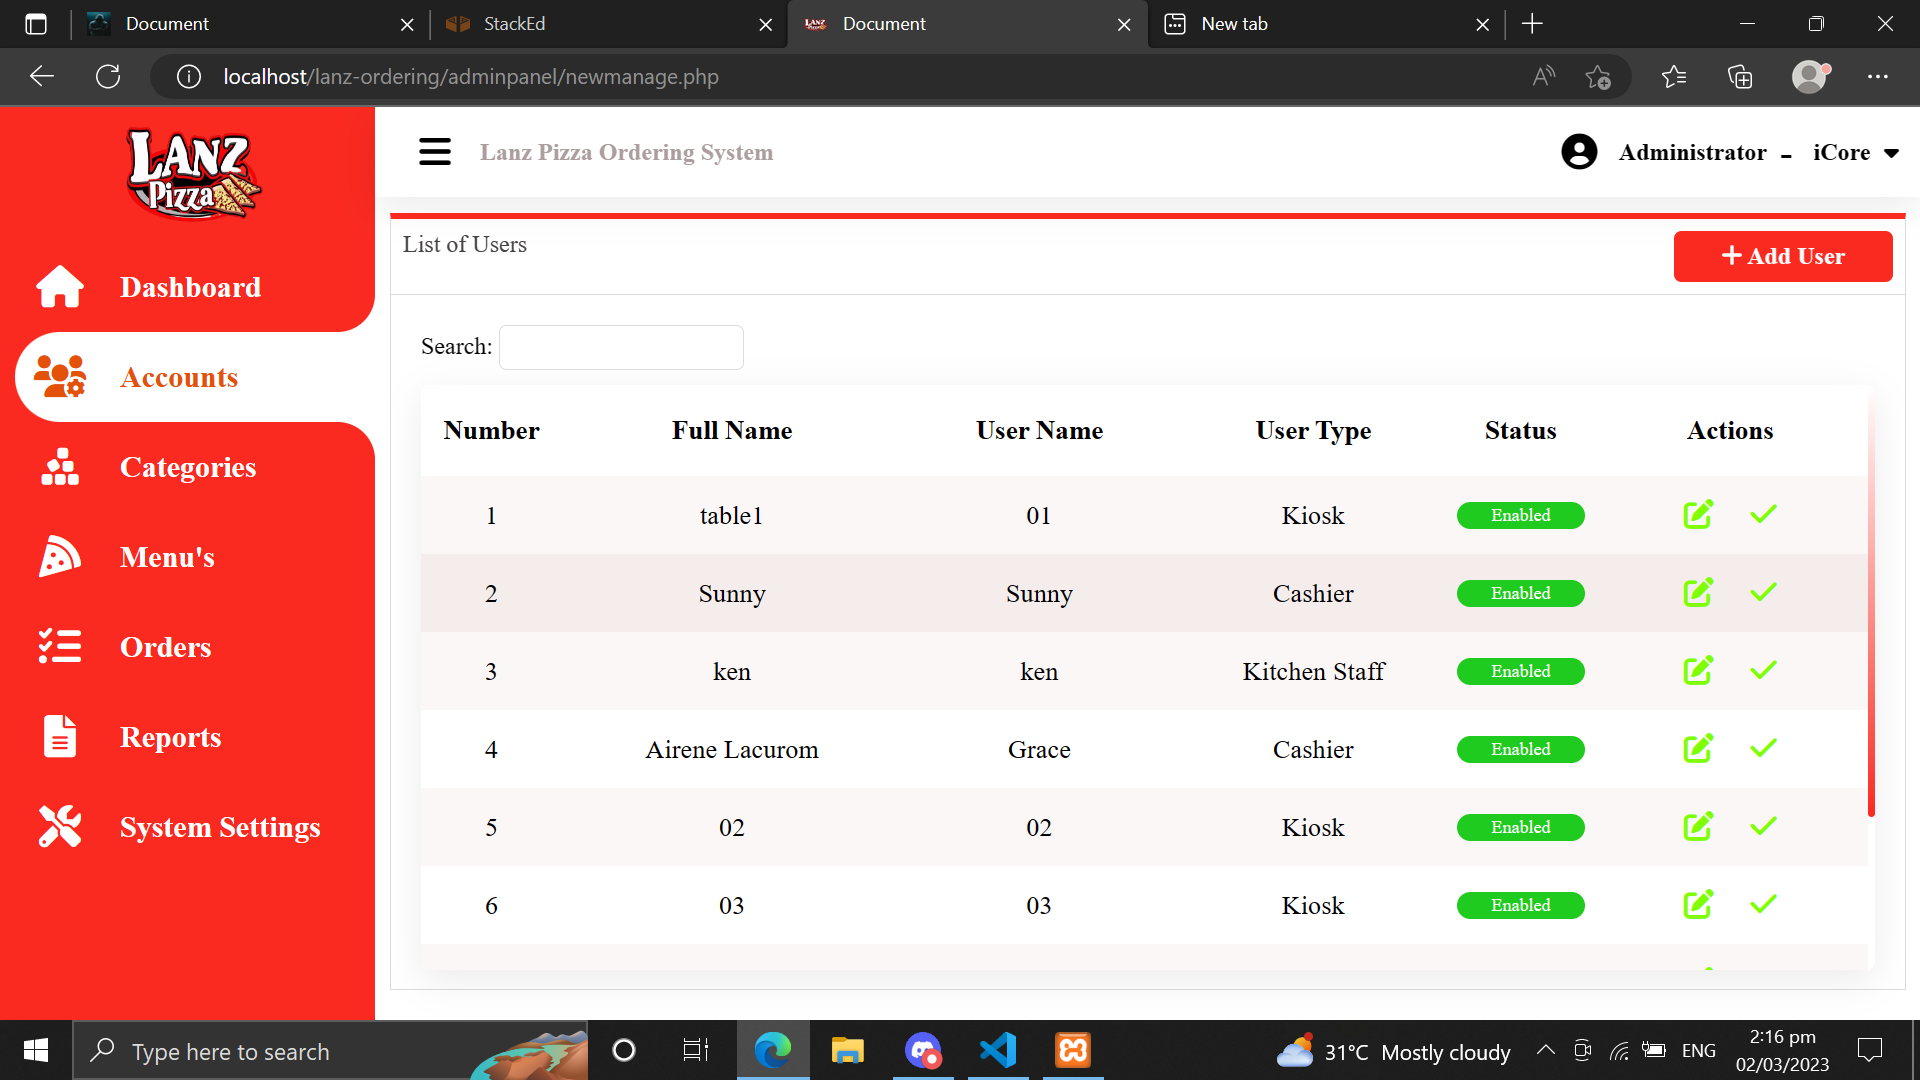 Document
StackEd
Document
New tab
localhost/lanz-ordering/adminpanel/newmanage.php
LANZ
Pizza
Lanz Pizza Ordering System
Administrator - iCore
Dashboard
Accounts
Categories
Menu's
Orders
Reports
System Settings
List of Users
Add User
Search:
Number Full Name User Name User Type Status Actions
1 table1 01 Kiosk Enabled
2 Sunny Sunny Cashier Enabled
3 ken ken Kitchen Staff Enabled
4 Airene Lacurom Grace Cashier Enabled
5 02 02 Kiosk Enabled
6 03 03 Kiosk Enabled
Type here to search
31°C Mostly cloudy
ENG
2:16 pm
02/03/2023